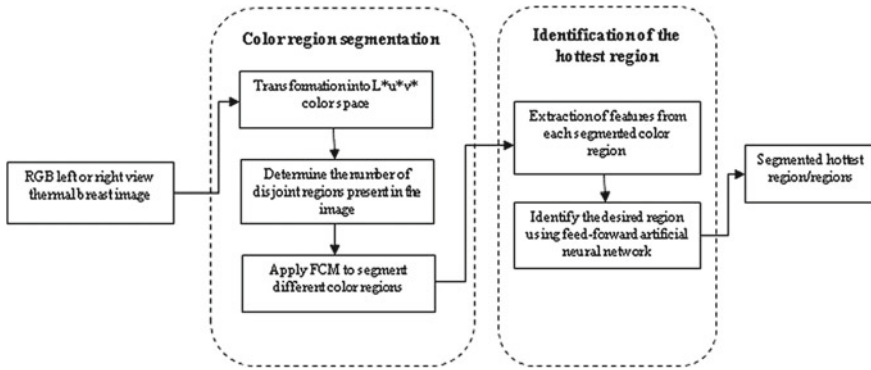 Color region segmentation
Transformation into L*u*v*
color space
Determine the number of
disjoint regions present in the
image
Apply FCM to segment
different color regions
RGB left or right view
thermal breast image
Identification of the
hottest region
Extraction of features from
each segmented color
region
Identify the desired region
using feed-forward artificial
neural network
Segmented hottest
region/regions